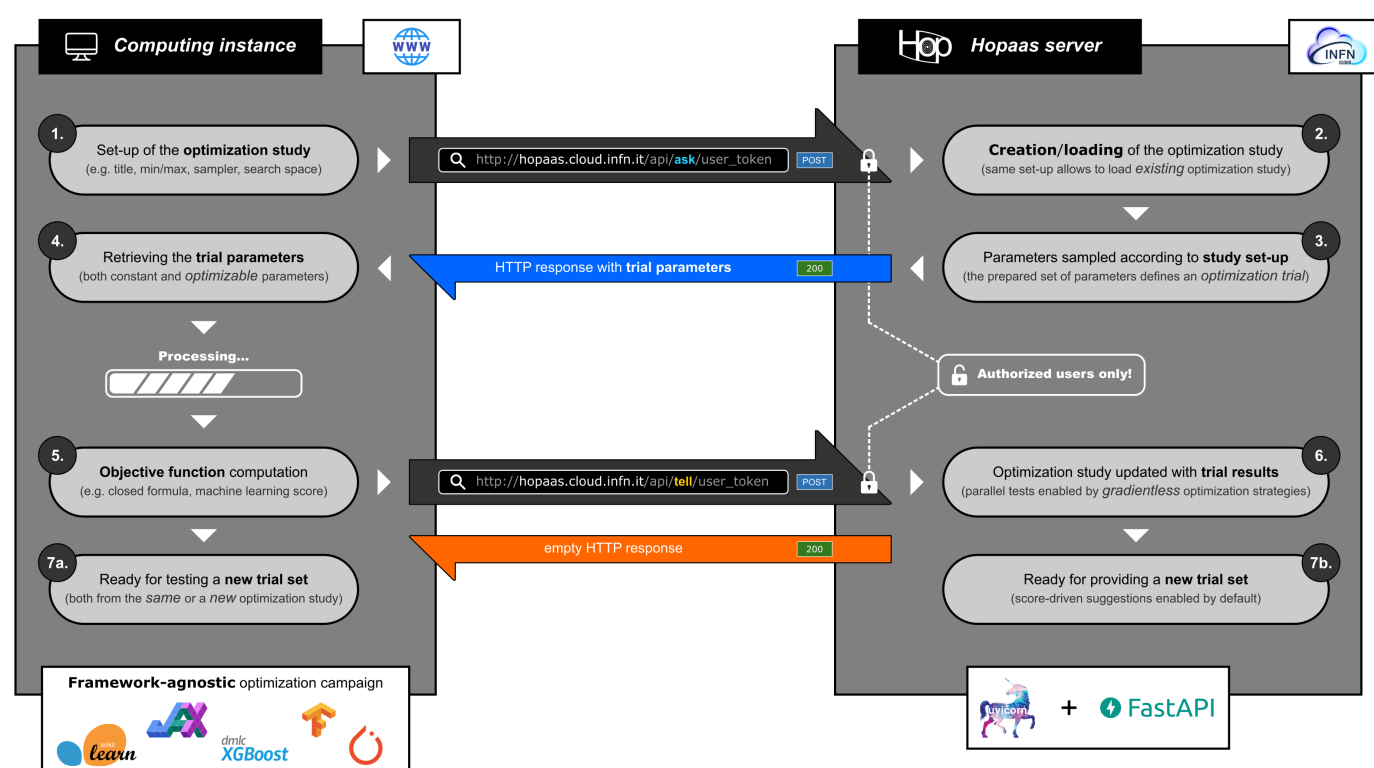 Computing instance
WWW
Hop
Hopaas server
INFN
CLOUD
1.
Set-up of the optimization study
(e.g. title, min/max, sampler, search space)
http://hopaas.cloud.infn.it/api/ask/user_token
POST
2.
Creation/loading of the optimization study
(same set-up allows to load existing optimization study)
4.
Retrieving the trial parameters
(both constant and optimizable parameters)
HTTP response with trial parameters
200
3.
Parameters sampled according to study set-up
(the prepared set of parameters defines an optimization trial)
Processing...
Authorized users only!
5.
Objective function computation
(e.g. closed formula, machine learning score)
http://hopaas.cloud.infn.it/api/tell/user_token
POST
6.
Optimization study updated with trial results
(parallel tests enabled by gradientless optimization strategies)
empty HTTP response
200
7a.
Ready for testing a new trial set
(both from the same or a new optimization study)
7b.
Ready for providing a new trial set
(score-driven suggestions enabled by default)
Framework-agnostic optimization campaign
scikit
learn
JAX
dmlc
XGBoost
uvicorn
+
FastAPI